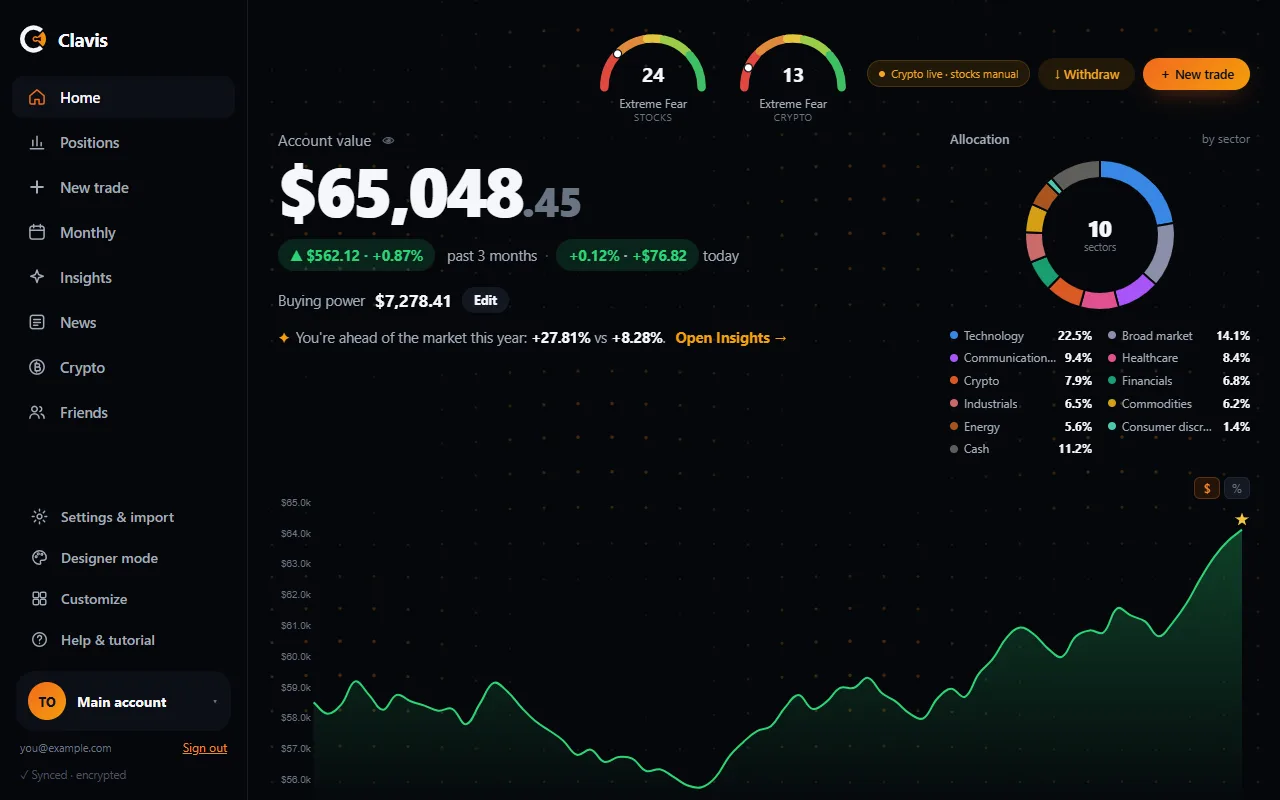 Clavis
Home
Positions
New trade
Monthly
Insights
News
Crypto
Friends
Settings & import
Designer mode
Customize
Help & tutorial
TO Main account
you@example.com Sign out
✓ Synced · encrypted
24
Extreme Fear
STOCKS
13
Extreme Fear
CRYPTO
Crypto live · stocks manual
↓ Withdraw
+ New trade
Account value
$65,048.45
▲ $562.12 · +0.87% past 3 months · +0.12% · +$76.82 today
Buying power $7,278.41 Edit
✦ You're ahead of the market this year: +27.81% vs +8.28%. Open Insights →
Allocation by sector
10
sectors
Technology 22.5% Broad market 14.1%
Communication... 9.4% Healthcare 8.4%
Crypto 7.9% Financials 6.8%
Industrials 6.5% Commodities 6.2%
Energy 5.6% Consumer discr... 1.4%
Cash 11.2%
$ %
$65.0k
$64.0k
$63.0k
$62.0k
$61.0k
$60.0k
$59.0k
$58.0k
$57.0k
$56.0k